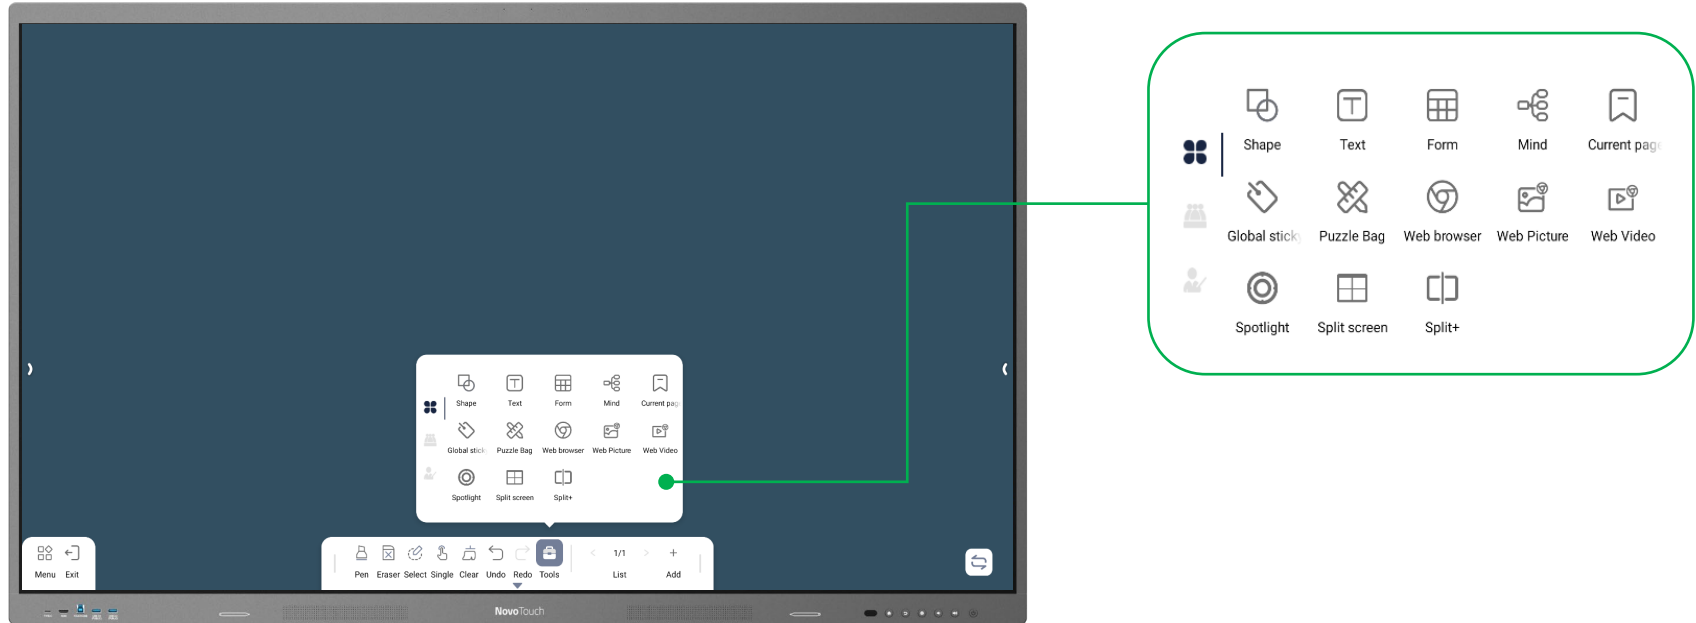 Shape Text Form Mind Current pag
Global stick Puzzle Bag Web browser Web Picture Web Video
Spotlight Split screen Split+
Menu Exit
Pen Eraser Select Single Clear Undo Redo Tools
1/1
List Add
NovoTouch
Shape Text Form Mind Current pag
Global stick Puzzle Bag Web browser Web Picture Web Video
Spotlight Split screen Split+